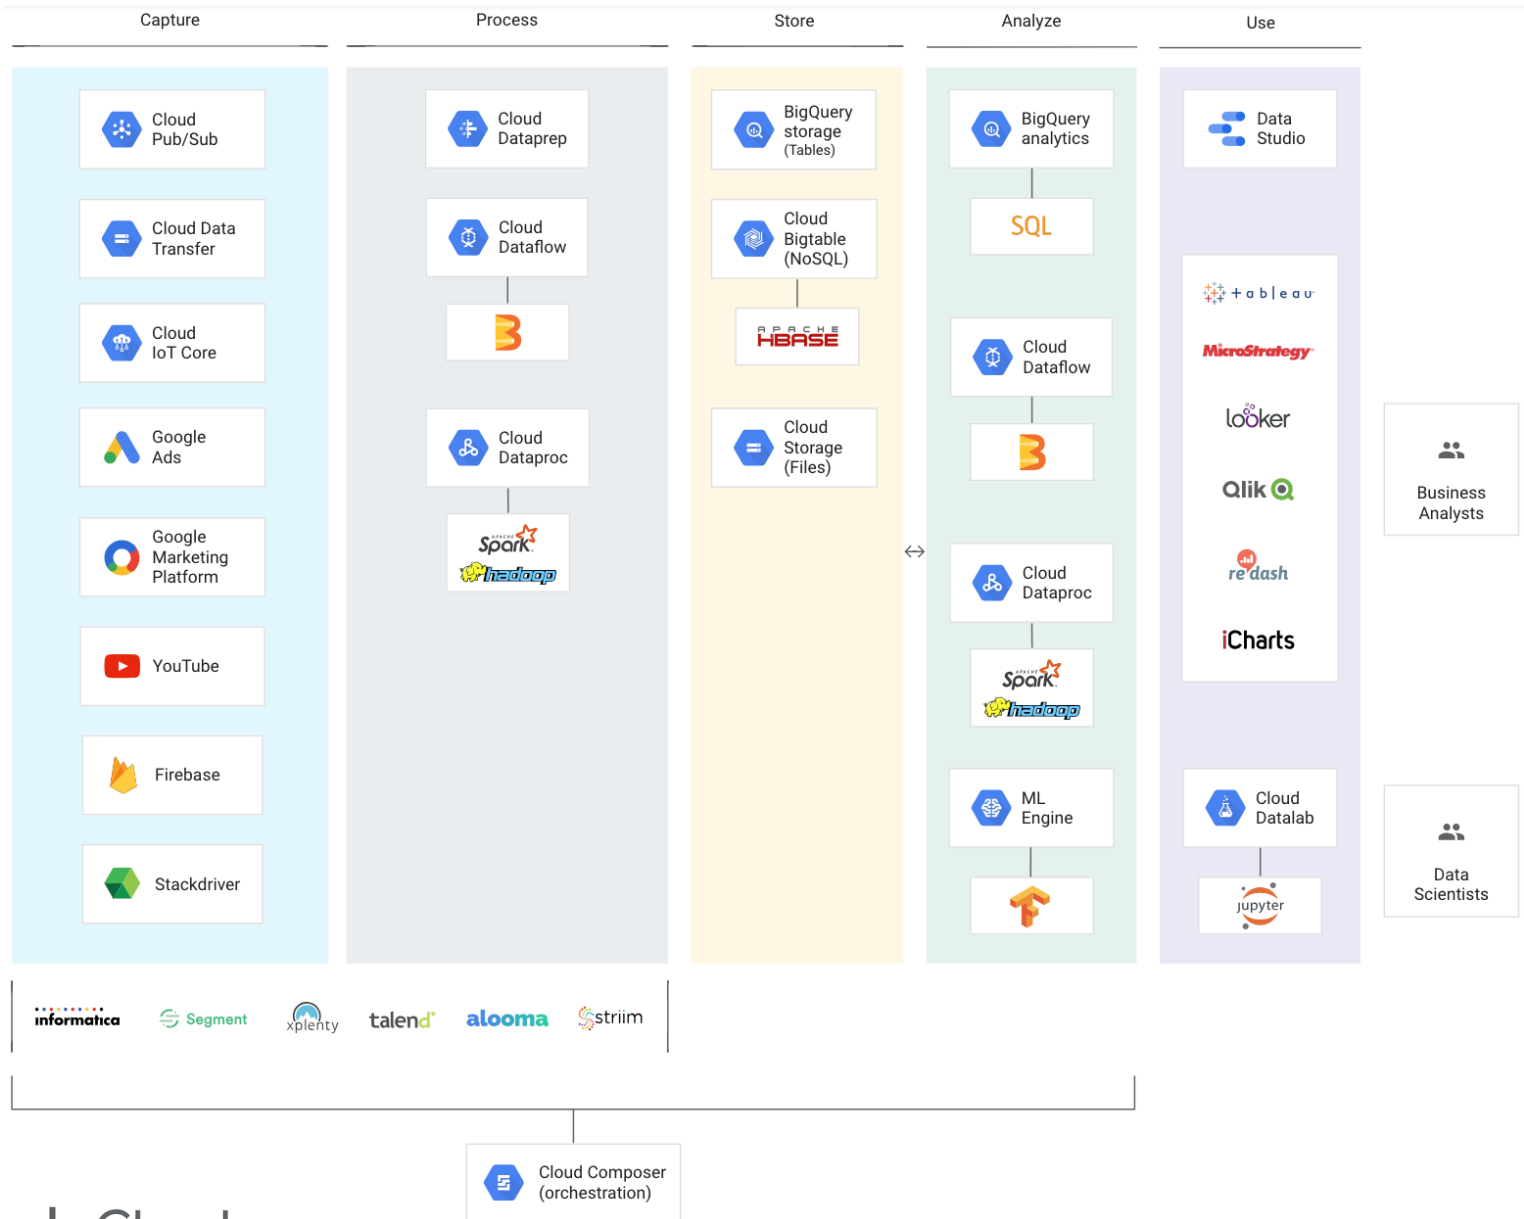 Capture
Process
Store
Analyze
Use
Cloud
Pub/Sub
Cloud Data
Transfer
Cloud
IoT Core
Google
Ads
Google
Marketing
Platform
YouTube
Firebase
Stackdriver
Cloud
Dataprep
Cloud
Dataflow
Cloud
Dataproc
APACHE
Spark
hadoop
BigQuery
storage
(Tables)
Cloud
Bigtable
(NoSQL)
APACHE
HBASE
Cloud
Storage
(Files)
BigQuery
analytics
SQL
Cloud
Dataflow
Cloud
Dataproc
APACHE
Spark
hadoop
ML
Engine
Data
Studio
+ableau
MicroStrategy
looker
Qlik
redash
iCharts
Cloud
Datalab
jupyter
Business
Analysts
Data
Scientists
informatica
Segment
xplenty
talend
alooma
striim
Cloud Composer
(orchestration)